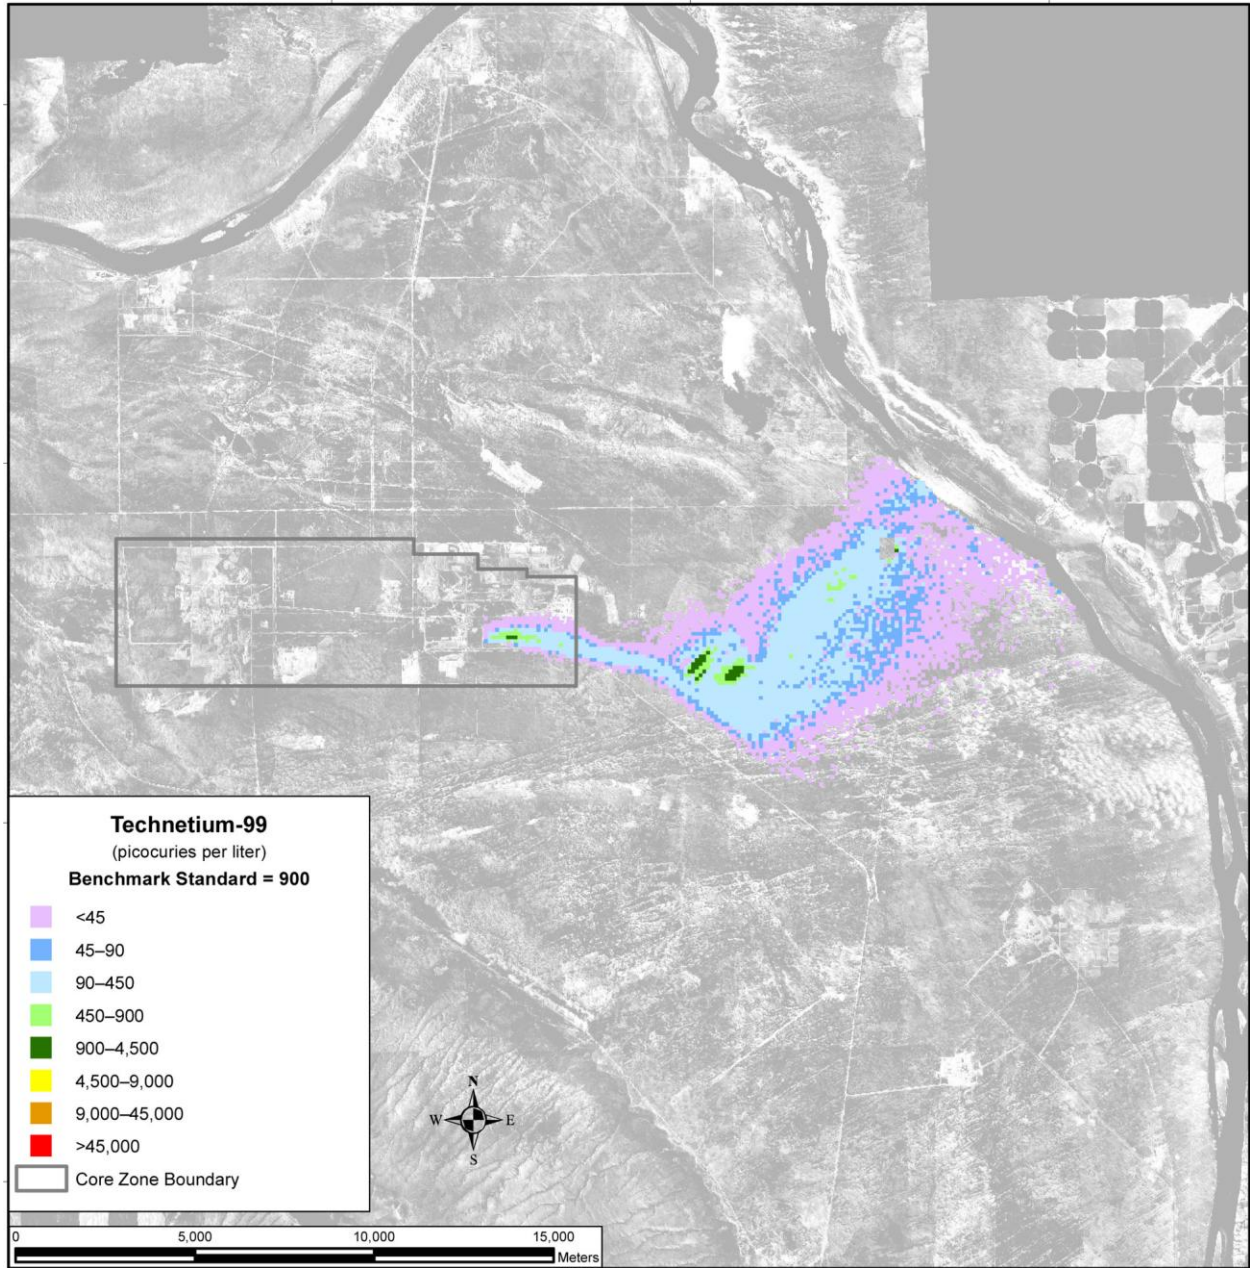 N
W E
S
Technetium-99
(picocuries per liter)
Benchmark Standard = 900
<45
45–90
90–450
450–900
900–4,500
4,500–9,000
9,000–45,000
>45,000
Core Zone Boundary
0 5,000 10,000 15,000
Meters